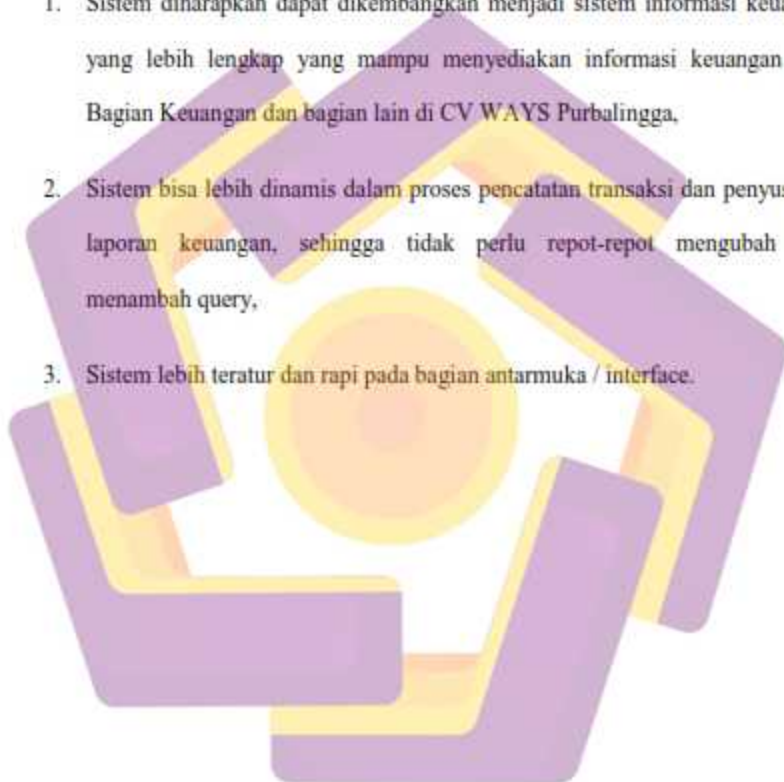 1. Sistem diharapkan dapat dikembangkan menjadi sistem informasi
yang lebih lengkap yang mampu menyediakan informasi keuangan
Bagian Keuangan dan bagian lain di CV WAYS Purbalingga,
2. Sistem bisa lebih dinamis dalam proses pencatatan transaksi dan
laporan keuangan, sehingga tidak perlu repot-repot mengubah
menambah query,
3. Sistem lebih teratur dan rapi pada bagian antarmuka / interface.